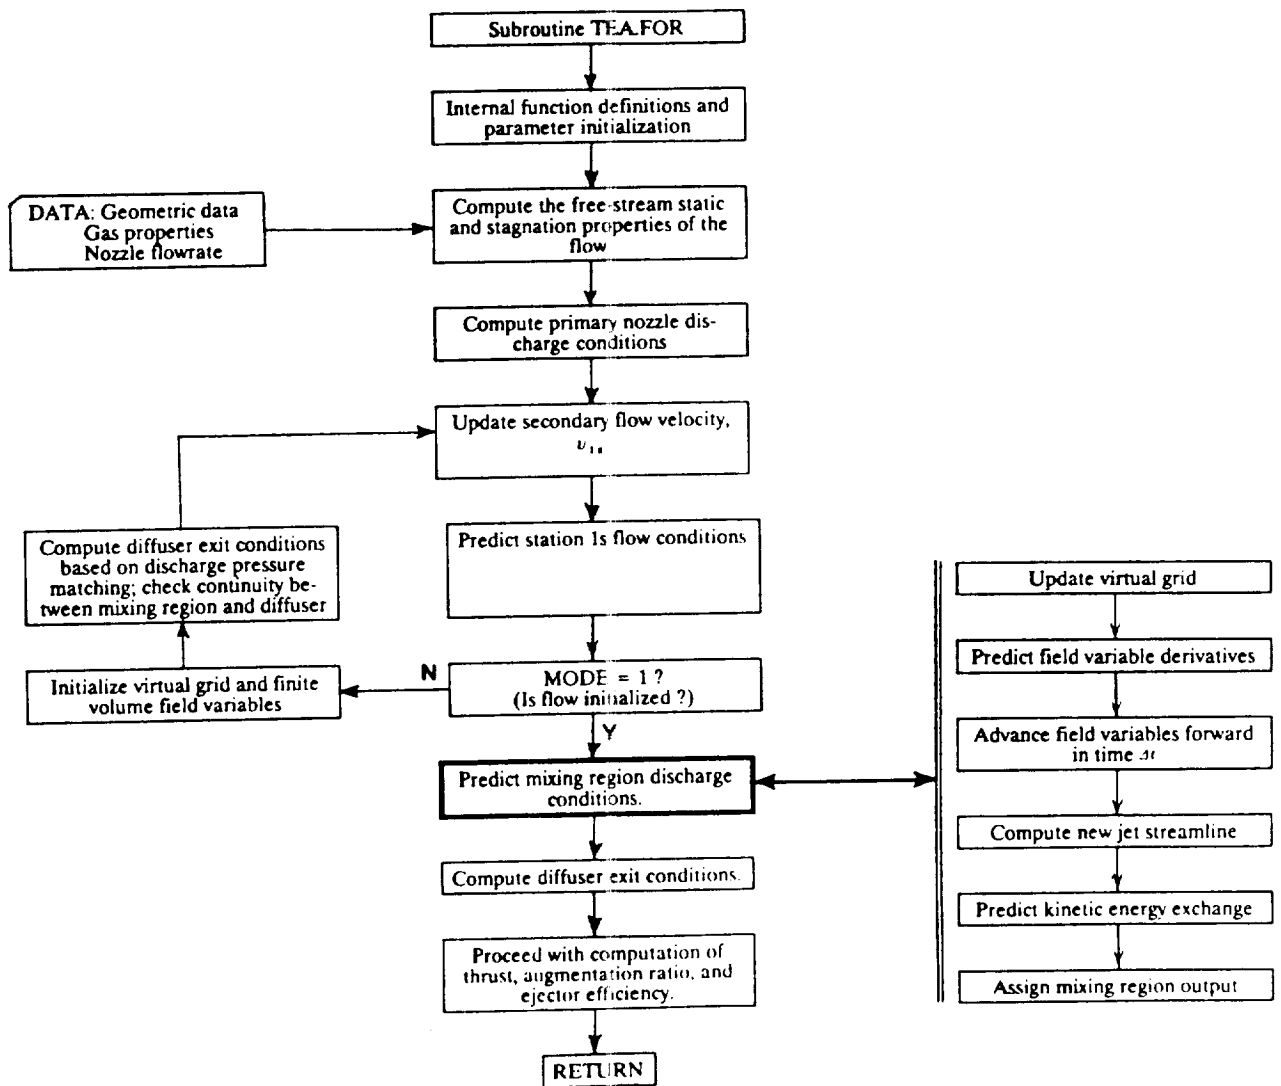 Subroutine TEA.FOR
Internal function definitions and
parameter initialization
DATA: Geometric data
Gas properties
Nozzle flowrate
Compute the free-stream static
and stagnation properties of the
flow
Compute primary nozzle dis-
charge conditions
Update secondary flow velocity,
v₁ₛ
Predict station 1s flow conditions
Compute diffuser exit conditions
based on discharge pressure
matching; check continuity be-
tween mixing region and diffuser
Initialize virtual grid and finite
volume field variables
N
MODE = 1 ?
(Is flow initialized ?)
Y
Predict mixing region discharge
conditions.
Compute diffuser exit conditions.
Proceed with computation of
thrust, augmentation ratio, and
ejector efficiency.
RETURN
Update virtual grid
Predict field variable derivatives
Advance field variables forward
in time Δt
Compute new jet streamline
Predict kinetic energy exchange
Assign mixing region output